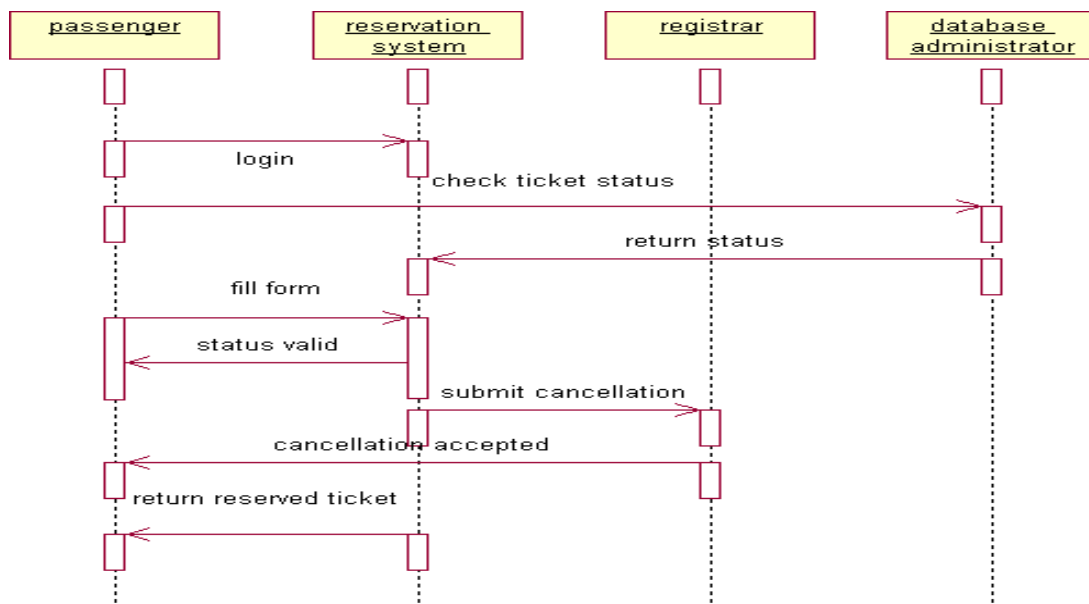 passenger
reservation
system
registrar
database
administrator
login
check ticket status
return status
fill form
status valid
submit cancellation
cancellation accepted
return reserved ticket